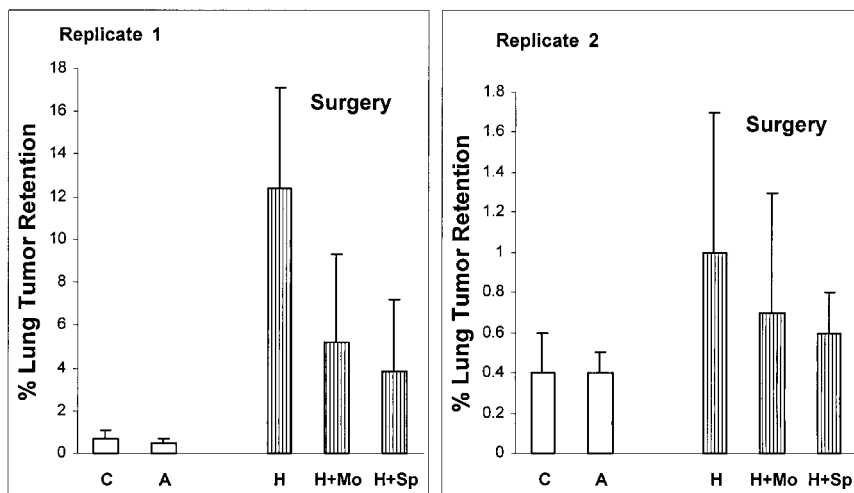 Replicate 1
18
16
14
12
10
8
6
4
2
0
% Lung Tumor Retention
Surgery
C A H H+Mo H+Sp
Replicate 2
1.8
1.6
1.4
1.2
1
0.8
0.6
0.4
0.2
0
% Lung Tumor Retention
Surgery
C A H H+Mo H+Sp